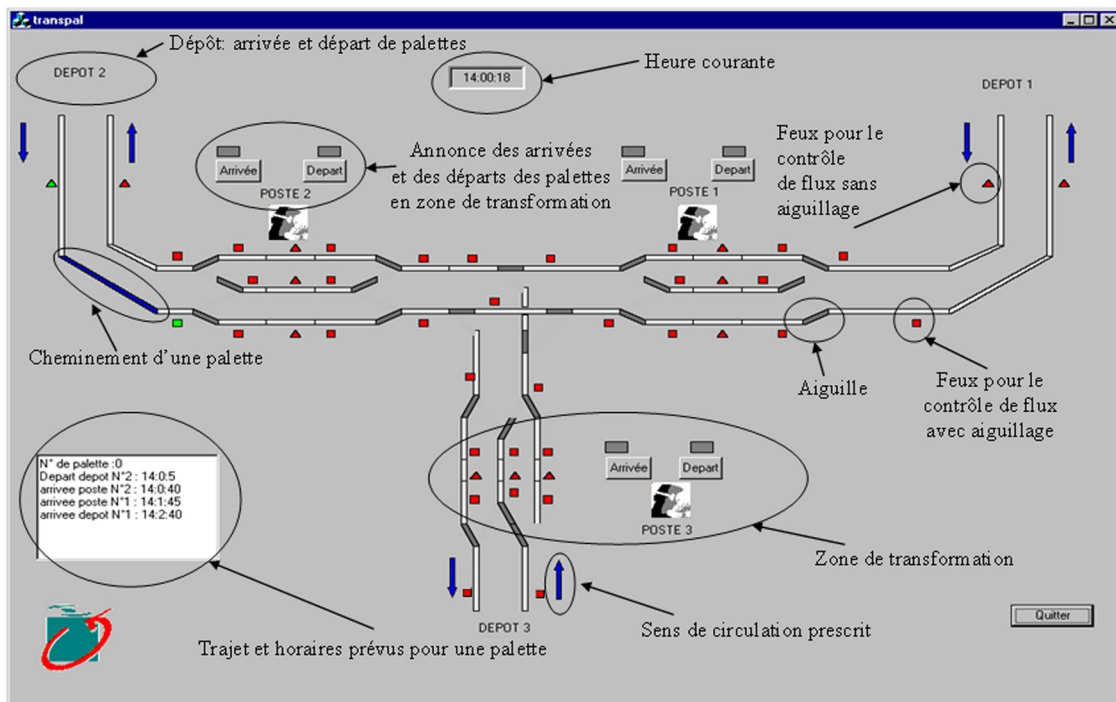 transpal
Dépôt: arrivée et départ de palettes
DEPOT 2
14:00:18
Heure courante
DEPOT 1
Feux pour le
contrôle
de flux sans
aiguillage
Arrivée
Depart
POSTE 2
Annonce des arrivées
et des départs des palettes
en zone de transformation
Arrivée
Depart
POSTE 1
Cheminement d'une palette
Aiguille
Feux pour le
contrôle de flux
avec aiguillage
N° de palette :0
Depart depot N°2 : 14:0:5
arrivee poste N°2 : 14:0:40
arrivee poste N°1 : 14:1:45
arrivee depot N°1 : 14:2:40
Arrivée
Depart
POSTE 3
Zone de transformation
DEPOT 3
Sens de circulation prescrit
Quitter
Trajet et horaires prévus pour une palette